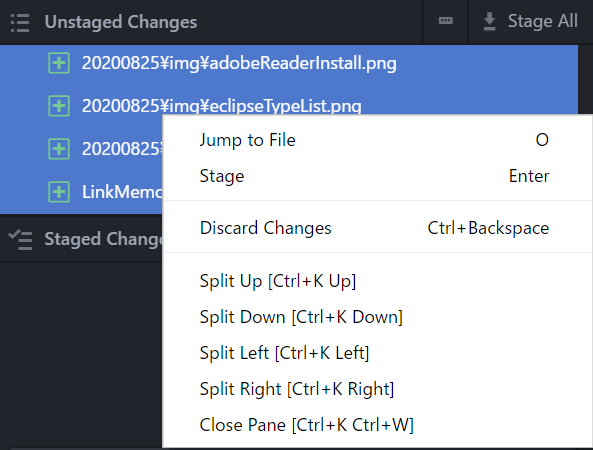 Unstaged Changes
Stage All
20200825¥img¥adobeReaderInstall.png
20200825¥img¥eclipseTypeList.png
20200825¥
LinkMemo
Staged Change
Jump to File O
Stage Enter
Discard Changes Ctrl+Backspace
Split Up [Ctrl+K Up]
Split Down [Ctrl+K Down]
Split Left [Ctrl+K Left]
Split Right [Ctrl+K Right]
Close Pane [Ctrl+K Ctrl+W]